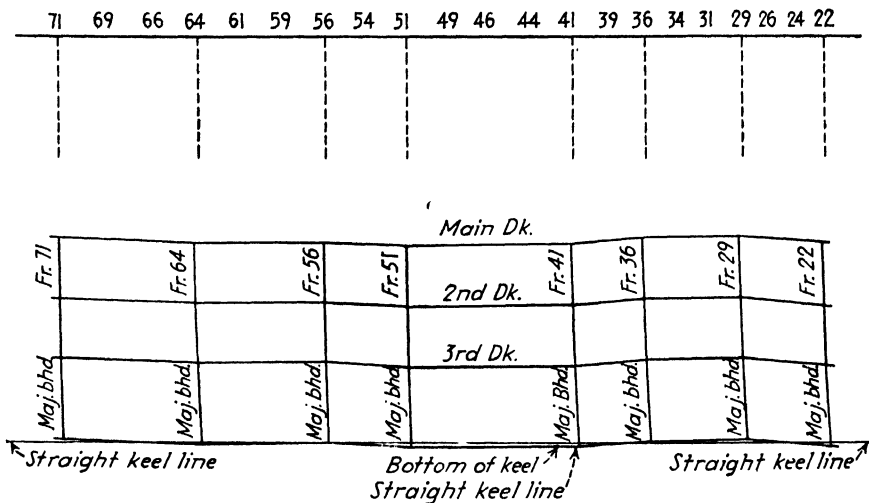 71 69 66 64 61 59 56 54 51 49 46 44 41 39 36 34 31 29 26 24 22
Main Dk.
Fr. 71 Fr. 64 Fr. 56 Fr. 51 Fr. 41 Fr. 36 Fr. 29 Fr. 22
2nd Dk.
3rd Dk.
Maj. bhd. Maj. bhd. Maj. bhd. Maj. bhd. Maj. Bhd. Maj. bhd. Maj. bhd. Maj. bhd.
Straight keel line Bottom of keel Straight keel line
Straight keel line